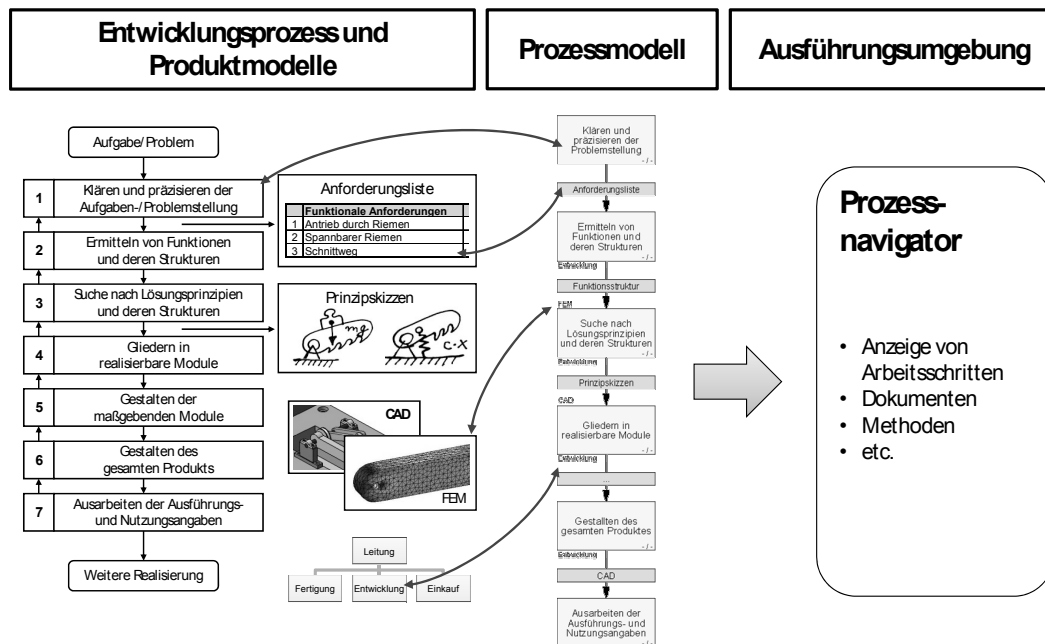 Entwicklungsprozess und
Produktmodelle
Prozessmodell
Ausführungsumgebung
Aufgabe/ Problem
1
Klären und präzisieren der
Aufgaben-/ Problemstellung
2
Ermitteln von Funktionen
und deren Strukturen
3
Suche nach Lösungsprinzipien
und deren Strukturen
4
Gliedern in
realisierbare Module
5
Gestalten der
maßgebenden Module
6
Gestalten des
gesamten Produkts
7
Ausarbeiten der Ausführungs-
und Nutzungsangaben
Weitere Realisierung
Anforderungsliste
Funktionale Anforderungen
1 Antrieb durch Riemen
2 Spannbarer Riemen
3 Schnittweg
Prinzipskizzen
mg
c-x
CAD
FEM
Leitung
Fertigung
Entwicklung
Einkauf
Klären und
präzisieren der
Problemstellung
- / -
Anforderungsliste
Ermitteln von
Funktionen und
deren Strukturen
- / -
Entwicklung
Funktionsstruktur
FEM
Suche nach
Lösungsprinzipien
und deren Strukturen
- / -
Entwicklung
Prinzipskizzen
CAD
Gliedern in
realisierbare Module
- / -
Entwicklung
...
Gestallten des
gesamten Produktes
- / -
Entwicklung
CAD
Ausarbeiten der
Ausführungs- und
Nutzungsangaben
- / -
Prozess-
navigator
• Anzeige von
Arbeitsschritten
• Dokumenten
• Methoden
• etc.